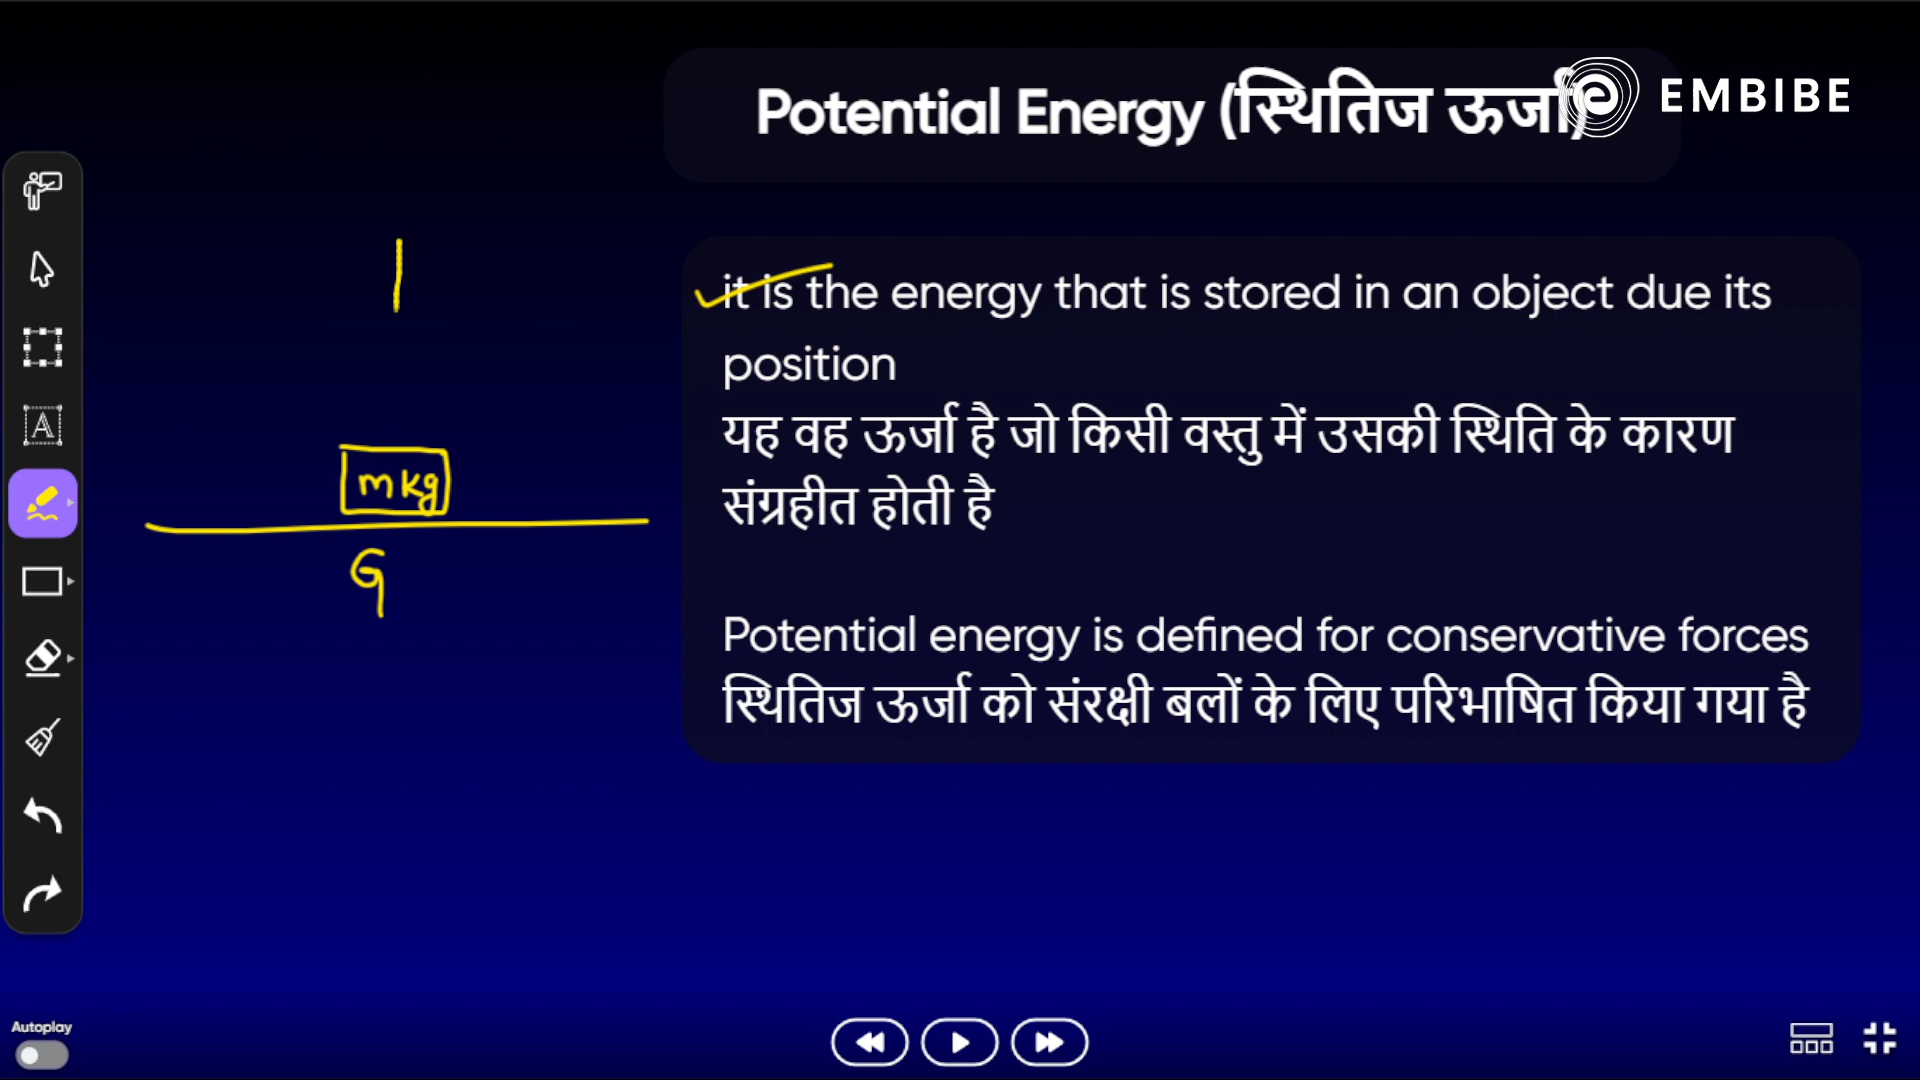 Potential Energy (स्थितिज ऊर्जा)
EMBIBE
it is the energy that is stored in an object due its
position
यह वह ऊर्जा है जो किसी वस्तु में उसकी स्थिति के कारण
संग्रहीत होती है
Potential energy is defined for conservative forces
स्थितिज ऊर्जा को संरक्षी बलों के लिए परिभाषित किया गया है
m kg
G
A
Autoplay